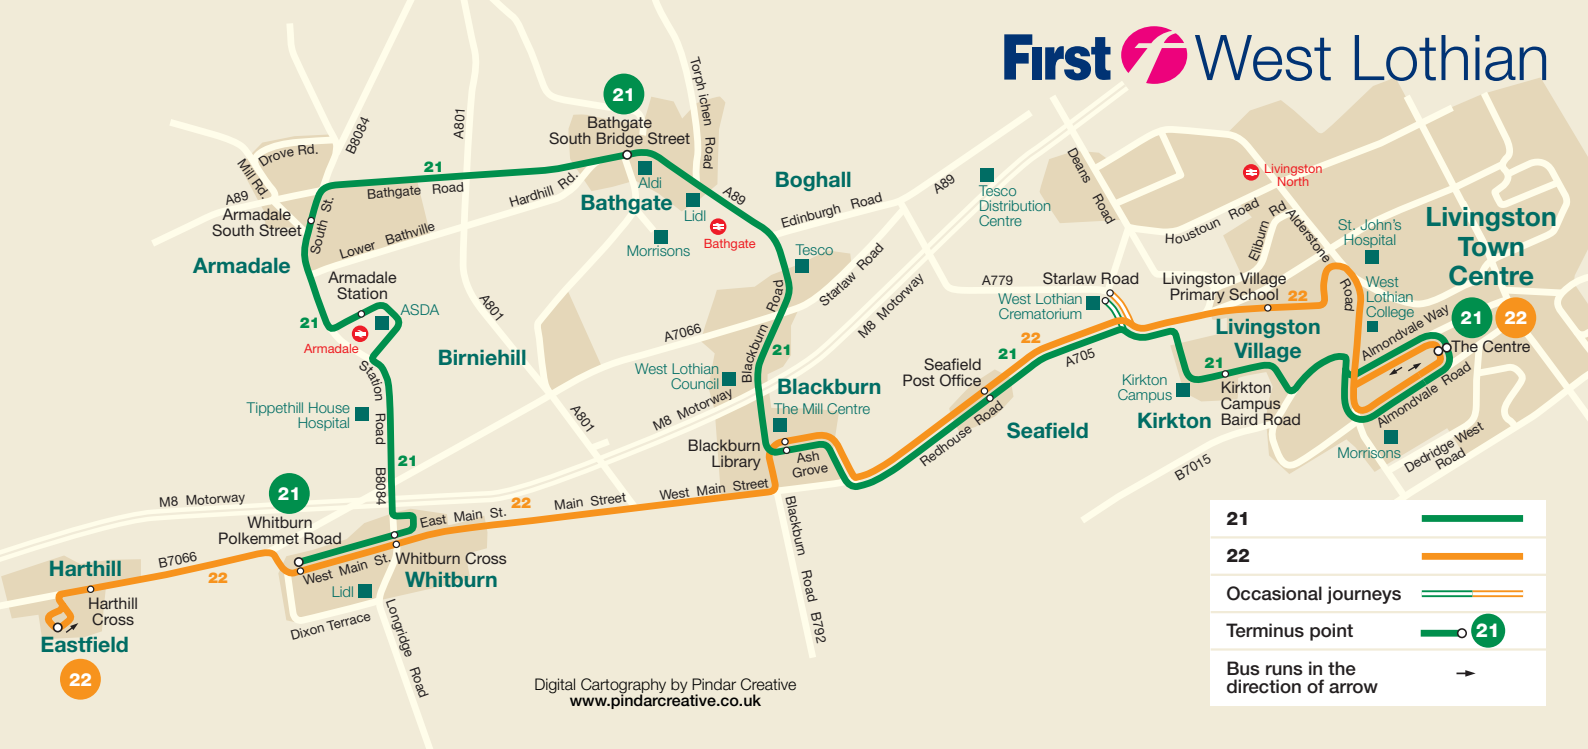 First West Lothian
21
Bathgate
South Bridge Street
Torph ichen Road
B8084
A801
Drove Rd.
Mill Rd.
A89
21
Bathgate Road
Hardhill Rd.
Aldi
Bathgate
Lidl
A89
Bathgate
Morrisons
Boghall
Edinburgh Road
A89
Tesco
Distribution
Centre
Deans Road
Livingston
North
Houstoun Road
Eliburn Rd
Alderstone Road
St. John's
Hospital
Livingston
Town
Centre
Armadale
South Street
South St.
Lower Bathville
Armadale
Armadale
Station
ASDA
21
Armadale
Birniehill
A801
Tesco
Starlaw Road
M8 Motorway
A7066
Blackburn Road
21
A779
Starlaw Road
West Lothian
Crematorium
Livingston Village
Primary School
22
West
Lothian
College
Almondvale Way
21
22
The Centre
Livingston
Village
22
21
A705
Seafield
Post Office
21
Kirkton
Campus
Kirkton
Campus
Baird Road
Kirkton
Almondvale Road
Morrisons
Dedridge West
Road
B7015
West Lothian
Council
M8 Motorway
Blackburn
The Mill Centre
Blackburn
Library
Ash
Grove
Redhouse Road
Seafield
Station Road
Tippethill House
Hospital
A801
21
B8084
M8 Motorway
21
Whitburn
Polkemmet Road
East Main St.
22
Main Street
West Main Street
Blackburn Road B792
B7066
22
Harthill
Harthill
Cross
Eastfield
22
West Main St.
Whitburn Cross
Whitburn
Lidl
Dixon Terrace
Longridge Road
Digital Cartography by Pindar Creative
www.pindarcreative.co.uk
21
22
Occasional journeys
Terminus point
21
Bus runs in the
direction of arrow